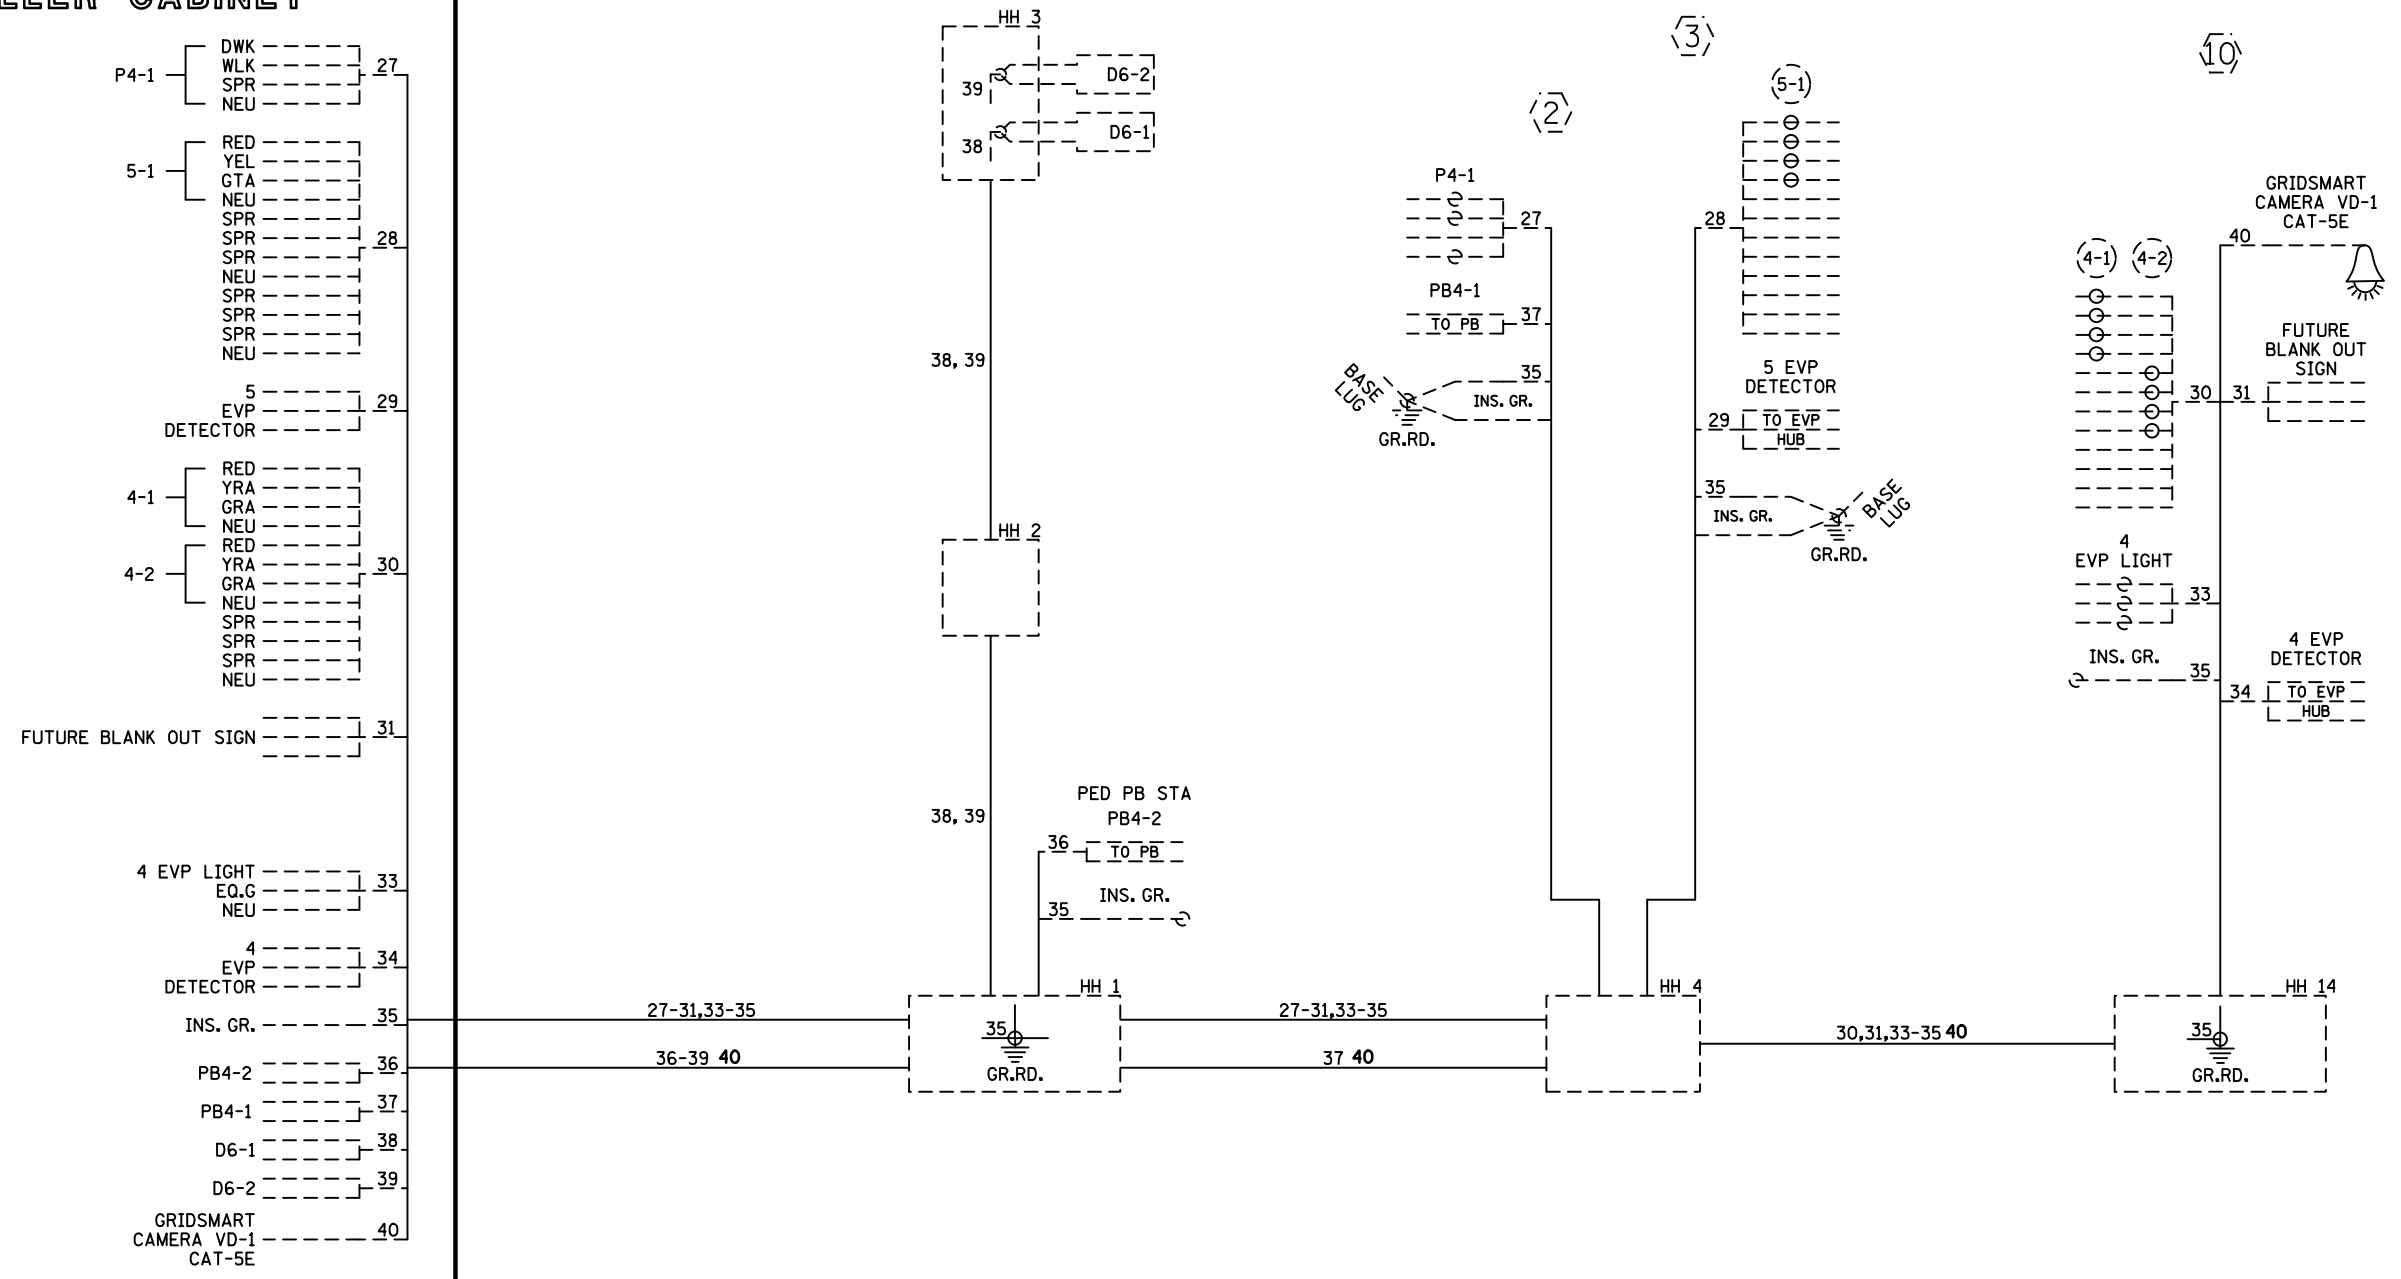 DWK
WLK
P4-1
SPR
NEU
27
RED
YEL
5-1
GTA
NEU
SPR
SPR
28
SPR
NEU
SPR
SPR
SPR
NEU
5
EVP
29
DETECTOR
RED
YRA
4-1
GRA
NEU
RED
YRA
4-2
30
GRA
NEU
SPR
SPR
SPR
NEU
FUTURE BLANK OUT SIGN
31
4 EVP LIGHT
EQ.G
33
NEU
4
EVP
34
DETECTOR
INS. GR.
35
PB4-2
36
PB4-1
37
D6-1
38
D6-2
39
GRIDSMART
CAMERA VD-1
40
CAT-5E
27-31,33-35
36-39 40
HH 3
39
D6-2
38
D6-1
38,39
HH 2
38,39
PED PB STA
PB4-2
36
TO PB
INS. GR.
35
HH 1
35
GR.RD.
27-31,33-35
37 40
2
P4-1
27
PB4-1
TO PB
37
BASE
LUG
35
INS. GR.
GR.RD.
3
5-1
28
5 EVP
DETECTOR
29
TO EVP
HUB
35
INS. GR.
BASE
LUG
GR.RD.
HH 4
30,31,33-35 40
10
GRIDSMART
CAMERA VD-1
CAT-5E
40
4-1
4-2
FUTURE
BLANK OUT
SIGN
30
31
4
EVP LIGHT
33
INS. GR.
35
4 EVP
DETECTOR
34
TO EVP
HUB
HH 14
35
GR.RD.